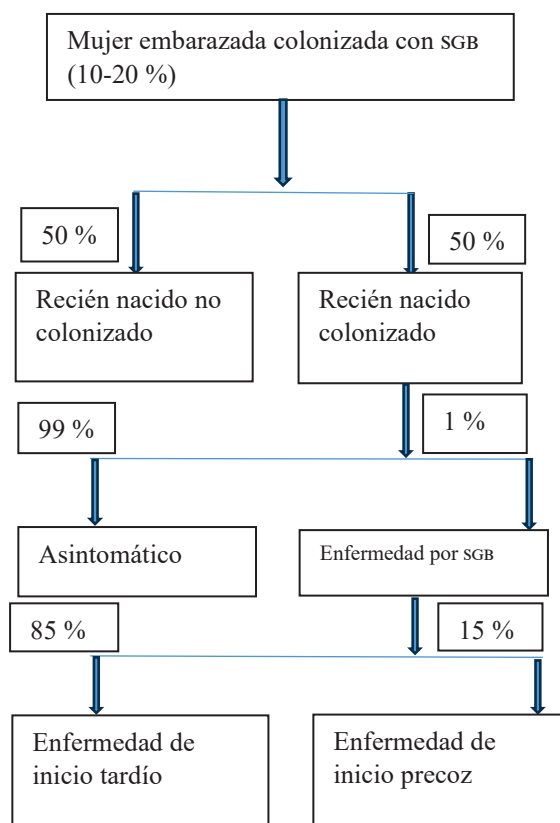 Mujer embarazada colonizada con SGB
(10-20 %)
50 %
50 %
Recién nacido no
colonizado
Recién nacido
colonizado
99 %
1 %
Asintomático
Enfermedad por SGB
85 %
15 %
Enfermedad de
inicio tardío
Enfermedad de
inicio precoz